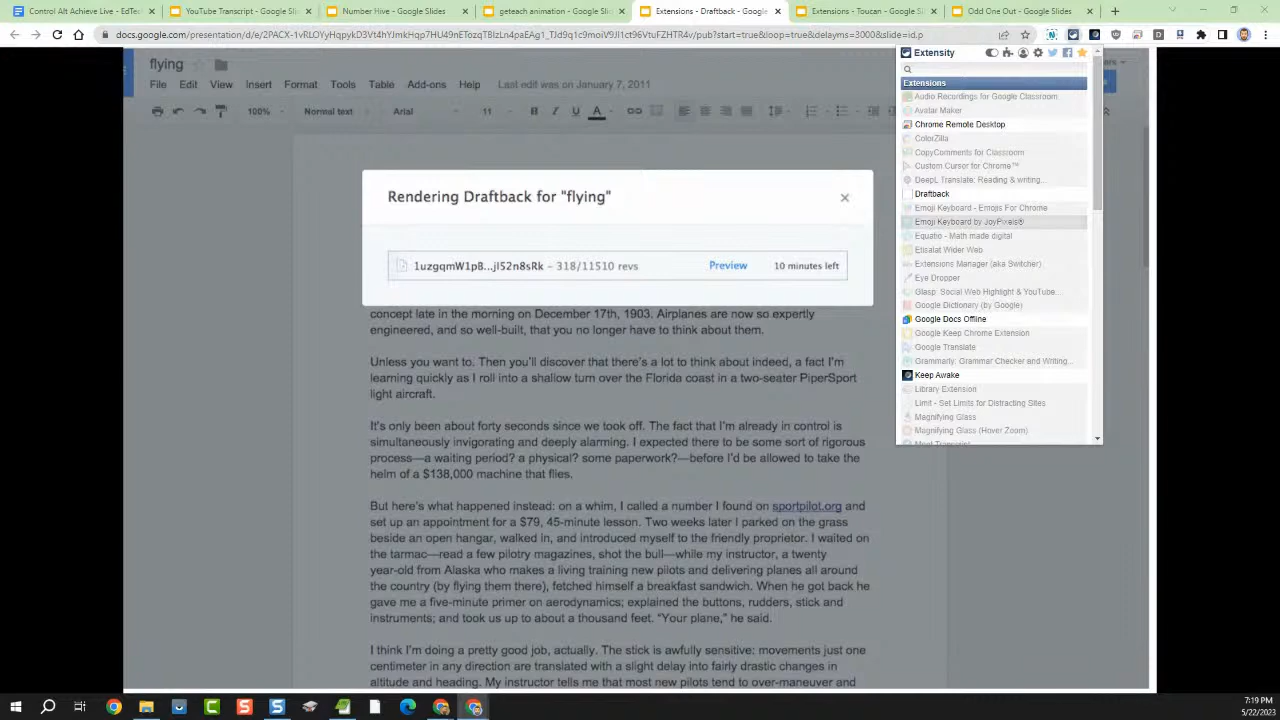 Control Alt Achieve Live - EdTec
YouTube Transcript - Google Slid
Number Hive - Google Slides
geteach animation - Google Slid
Extensions - Draftback - Google
Extensions - Toucan - Google Sl
Odd One Out - Google Slides
flying
File Edit View Insert Format Tools Table Add-ons edit was on January 7, 2011
100% Normal text Arial
Rendering Draftback for "flying"
1uzgqmW1pB...jI52n8sRk – 318/11510 revs Preview 10 minutes left
concept late in the morning on December 17th, 1903. Airplanes are now so expertly
engineered, and so well-built, that you no longer have to think about them.
Unless you want to. Then you'll discover that there's a lot to think about indeed, a fact I'm
learning quickly as I roll into a shallow turn over the Florida coast in a two-seater PiperSport
light aircraft.
It's only been about forty seconds since we took off. The fact that I'm already in control is
simultaneously invigorating and deeply alarming. I expected there to be some sort of rigorous
process—a waiting period? a physical? some paperwork?—before I'd be allowed to take the
helm of a $138,000 machine that flies.
But here's what happened instead: on a whim, I called a number I found on sportpilot.org and
set up an appointment for a $79, 45-minute lesson. Two weeks later I parked on the grass
beside an open hangar, walked in, and introduced myself to the friendly proprietor. I waited on
the tarmac—read a few pilotry magazines, shot the bull—while my instructor, a twenty
year-old from Alaska who makes a living training new pilots and delivering planes all around
the country (by flying them there), fetched himself a breakfast sandwich. When he got back he
gave me a five-minute primer on aerodynamics; explained the buttons, rudders, stick and
instruments; and took us up to about a thousand feet. "Your plane," he said.
I think I'm doing a pretty good job, actually. The stick is awfully sensitive: movements just one
centimeter in any direction are translated with a slight delay into fairly drastic changes in
altitude and heading. My instructor tells me that most new pilots tend to over-maneuver and
Extensity
Extensions
Audio Recordings for Google Classroom
Avatar Maker
Chrome Remote Desktop
ColorZilla
CopyComments for Classroom
Custom Cursor for Chrome™
DeepL Translate: Reading & writing...
Draftback
Emoji Keyboard - Emojis For Chrome
Emoji Keyboard by JoyPixels®
Equatio - Math made digital
Etisalat Wider Web
Extensions Manager (aka Switcher)
Eye Dropper
Glasp: Social Web Highlight & YouTube...
Google Dictionary (by Google)
Google Docs Offline
Google Keep Chrome Extension
Google Translate
Grammarly: Grammar Checker and Writing...
Keep Awake
Library Extension
Limit - Set Limits for Distracting Sites
Magnifying Glass
Magnifying Glass (Hover Zoom)
Meet Transcript
7:19 PM
5/22/2023